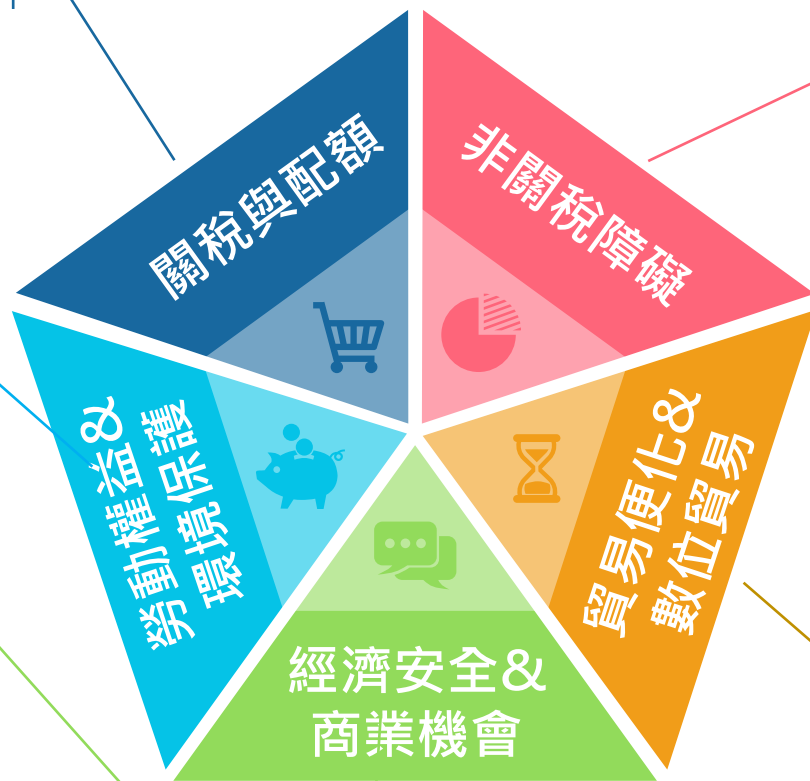 關稅與配額
非關稅障礙
貿易便化&
數位貿易
經濟安全&
商業機會
勞動權益&
環境保護